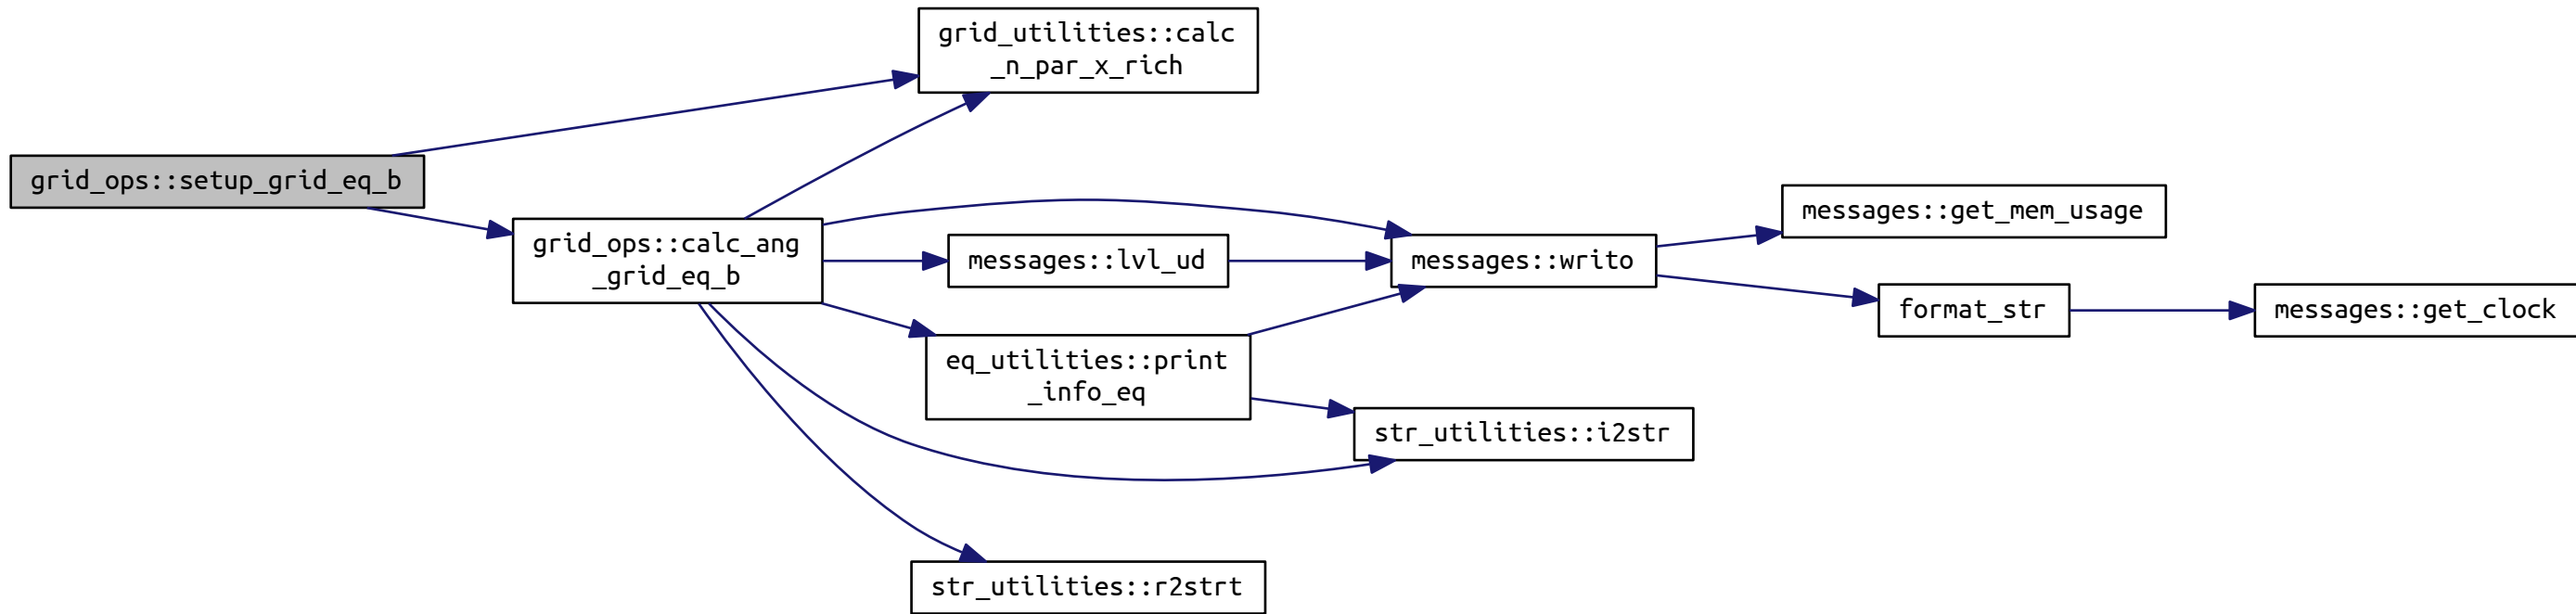 grid_utilities::calc
_n_par_x_rich
grid_ops::setup_grid_eq_b
grid_ops::calc_ang
_grid_eq_b
messages::lvl_ud
eq_utilities::print
_info_eq
str_utilities::r2strt
messages::writo
str_utilities::i2str
messages::get_mem_usage
format_str
messages::get_clock